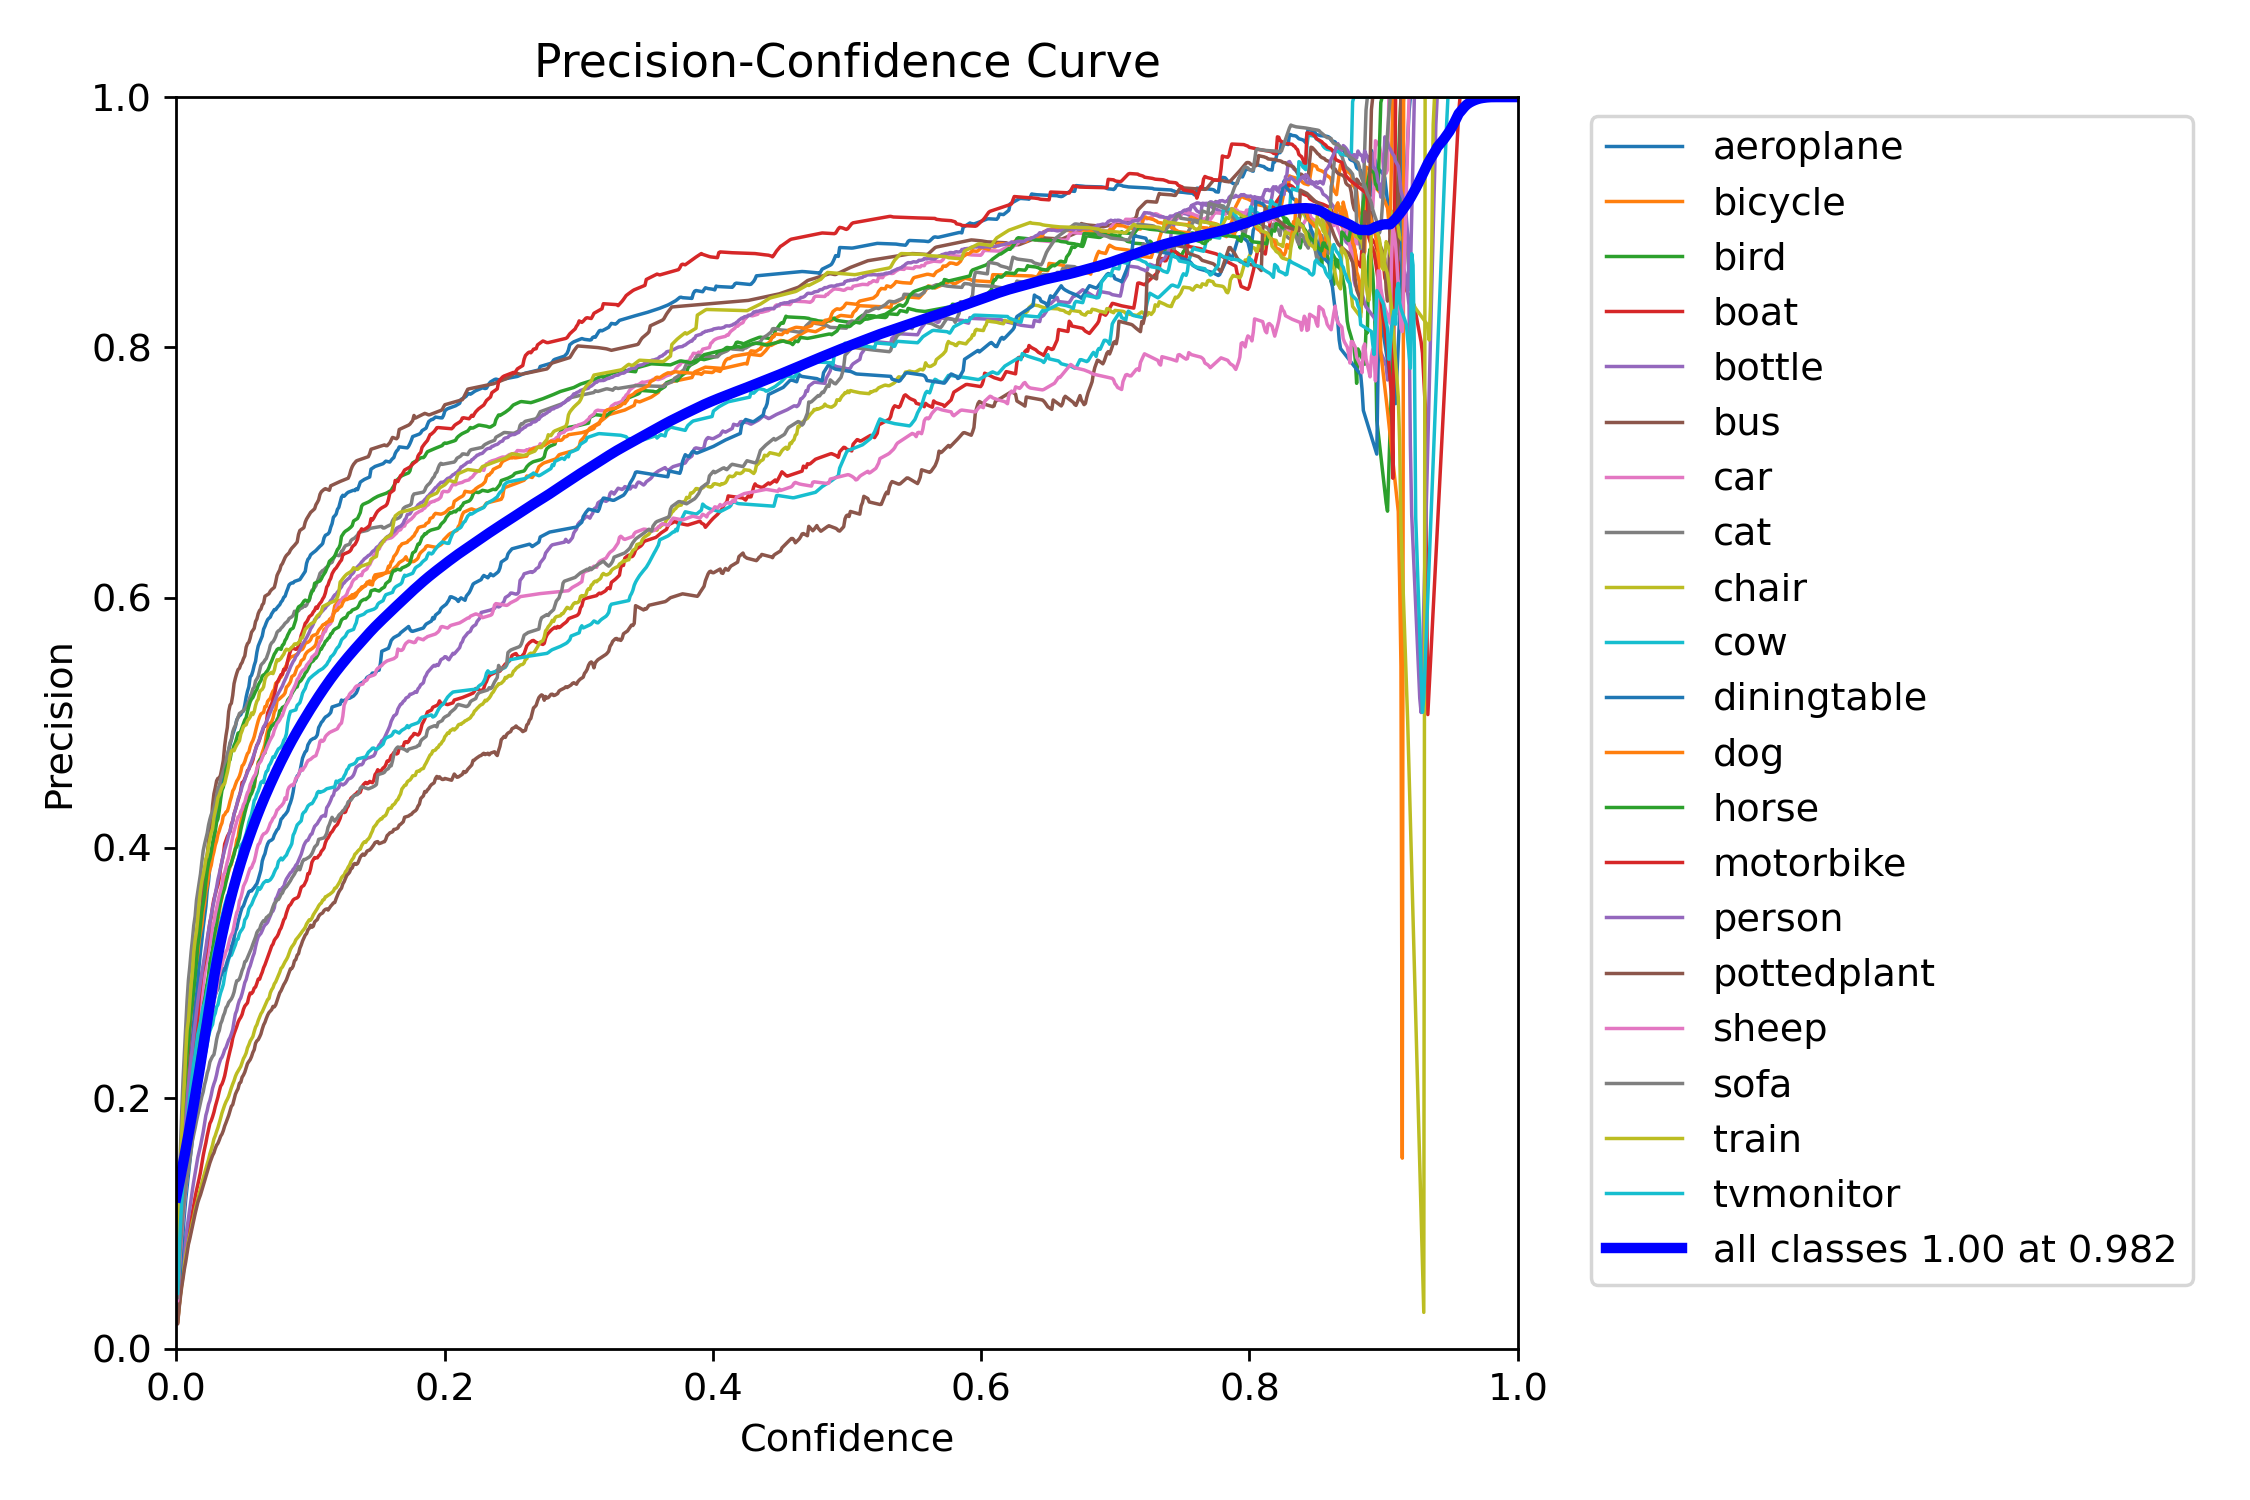 Precision-Confidence Curve
1.0
0.8
0.6
0.4
0.2
0.0
Precision
0.0 0.2 0.4 0.6 0.8 1.0
Confidence
aeroplane
bicycle
bird
boat
bottle
bus
car
cat
chair
cow
diningtable
dog
horse
motorbike
person
pottedplant
sheep
sofa
train
tvmonitor
all classes 1.00 at 0.982